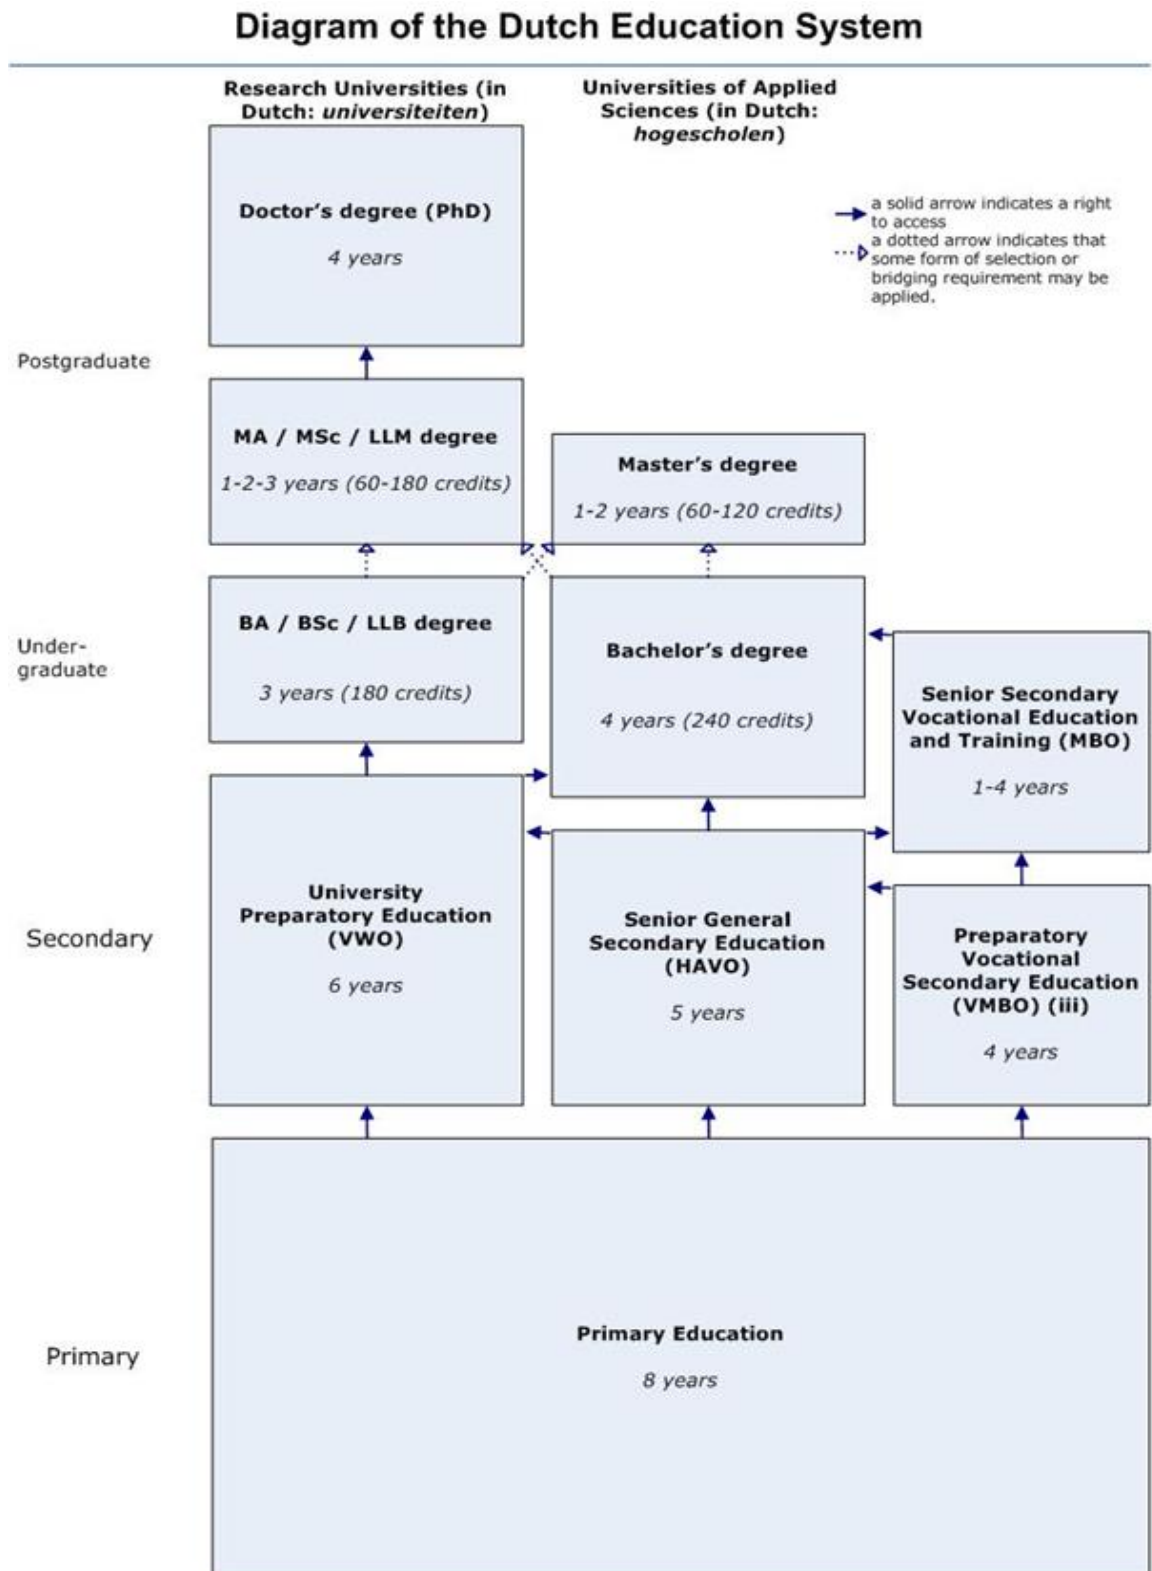 Diagram of the Dutch Education System
Research Universities (in
Dutch: universiteiten)
Universities of Applied
Sciences (in Dutch:
hogescholen)
a solid arrow indicates a right
to access
a dotted arrow indicates that
some form of selection or
bridging requirement may be
applied.
Doctor's degree (PhD)
4 years
Postgraduate
MA / MSc / LLM degree
1-2-3 years (60-180 credits)
Master's degree
1-2 years (60-120 credits)
Under-
graduate
BA / BSc / LLB degree
3 years (180 credits)
Bachelor's degree
4 years (240 credits)
Senior Secondary
Vocational Education
and Training (MBO)
1-4 years
Secondary
University
Preparatory Education
(VWO)
6 years
Senior General
Secondary Education
(HAVO)
5 years
Preparatory
Vocational
Secondary Education
(VMBO) (iii)
4 years
Primary
Primary Education
8 years